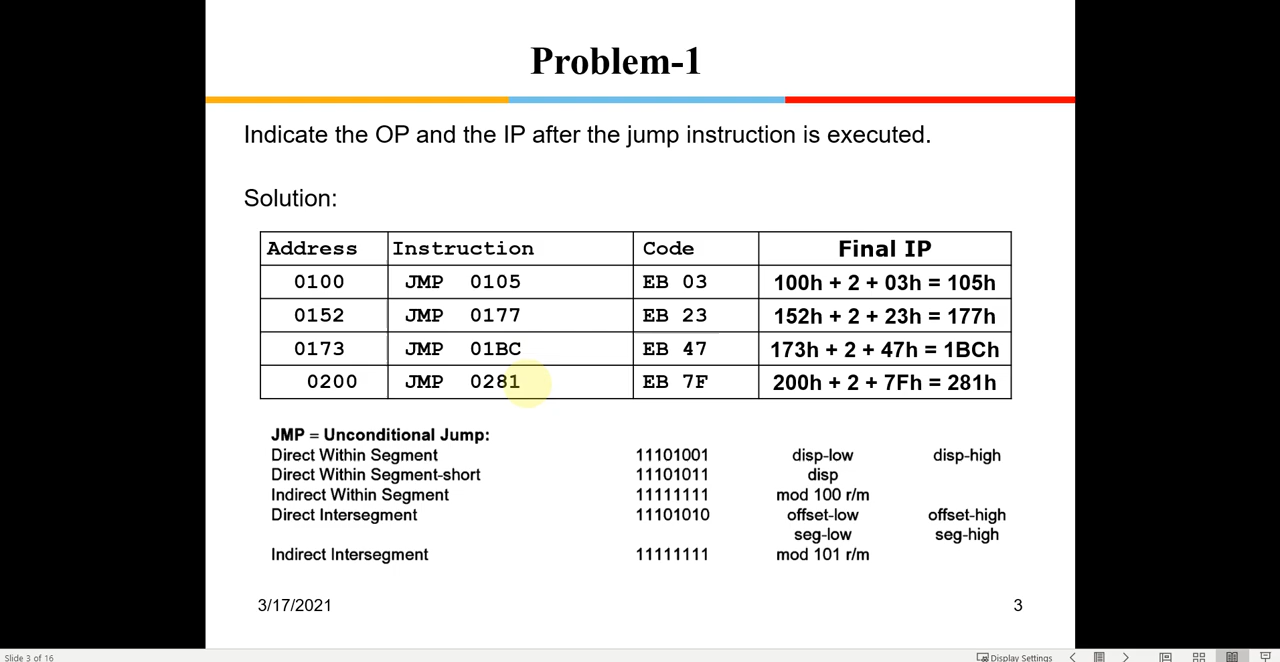 Problem-1
Indicate the OP and the IP after the jump instruction is executed.
Solution:
Address Instruction Code Final IP
0100 JMP 0105 EB 03 100h + 2 + 03h = 105h
0152 JMP 0177 EB 23 152h + 2 + 23h = 177h
0173 JMP 01BC EB 47 173h + 2 + 47h = 1BCh
0200 JMP 0281 EB 7F 200h + 2 + 7Fh = 281h
JMP = Unconditional Jump:
Direct Within Segment 11101001 disp-low disp-high
Direct Within Segment-short 11101011 disp
Indirect Within Segment 11111111 mod 100 r/m
Direct Intersegment 11101010 offset-low offset-high
seg-low seg-high
Indirect Intersegment 11111111 mod 101 r/m
3/17/2021 3
Slide 3 of 16 Display Settings